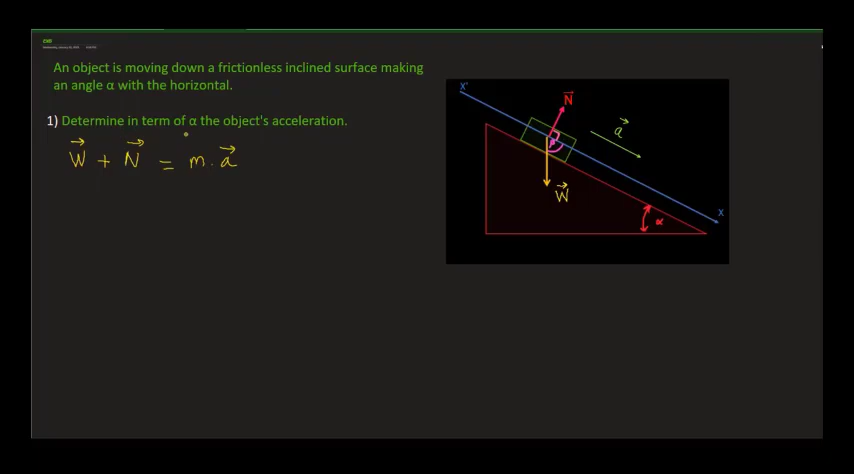 An object is moving down a frictionless inclined surface making
an angle α with the horizontal.
1) Determine in term of α the object's acceleration.
W⃗ + N⃗ = m . a⃗
X'
N⃗
a⃗
W⃗
X
α